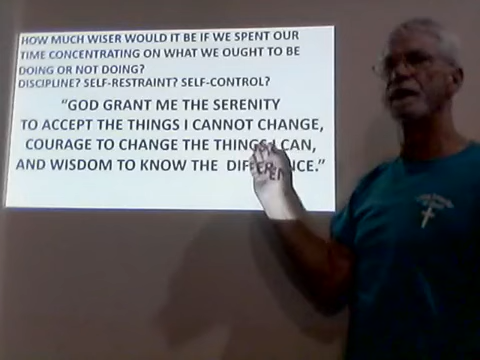 HOW MUCH WISER WOULD IT BE IF WE SPENT OUR
TIME CONCENTRATING ON WHAT WE OUGHT TO BE
DOING OR NOT DOING?
DISCIPLINE? SELF-RESTRAINT? SELF-CONTROL?
“GOD GRANT ME THE SERENITY
TO ACCEPT THE THINGS I CANNOT CHANGE,
COURAGE TO CHANGE THE THINGS I CAN,
AND WISDOM TO KNOW THE DIFFERENCE.”